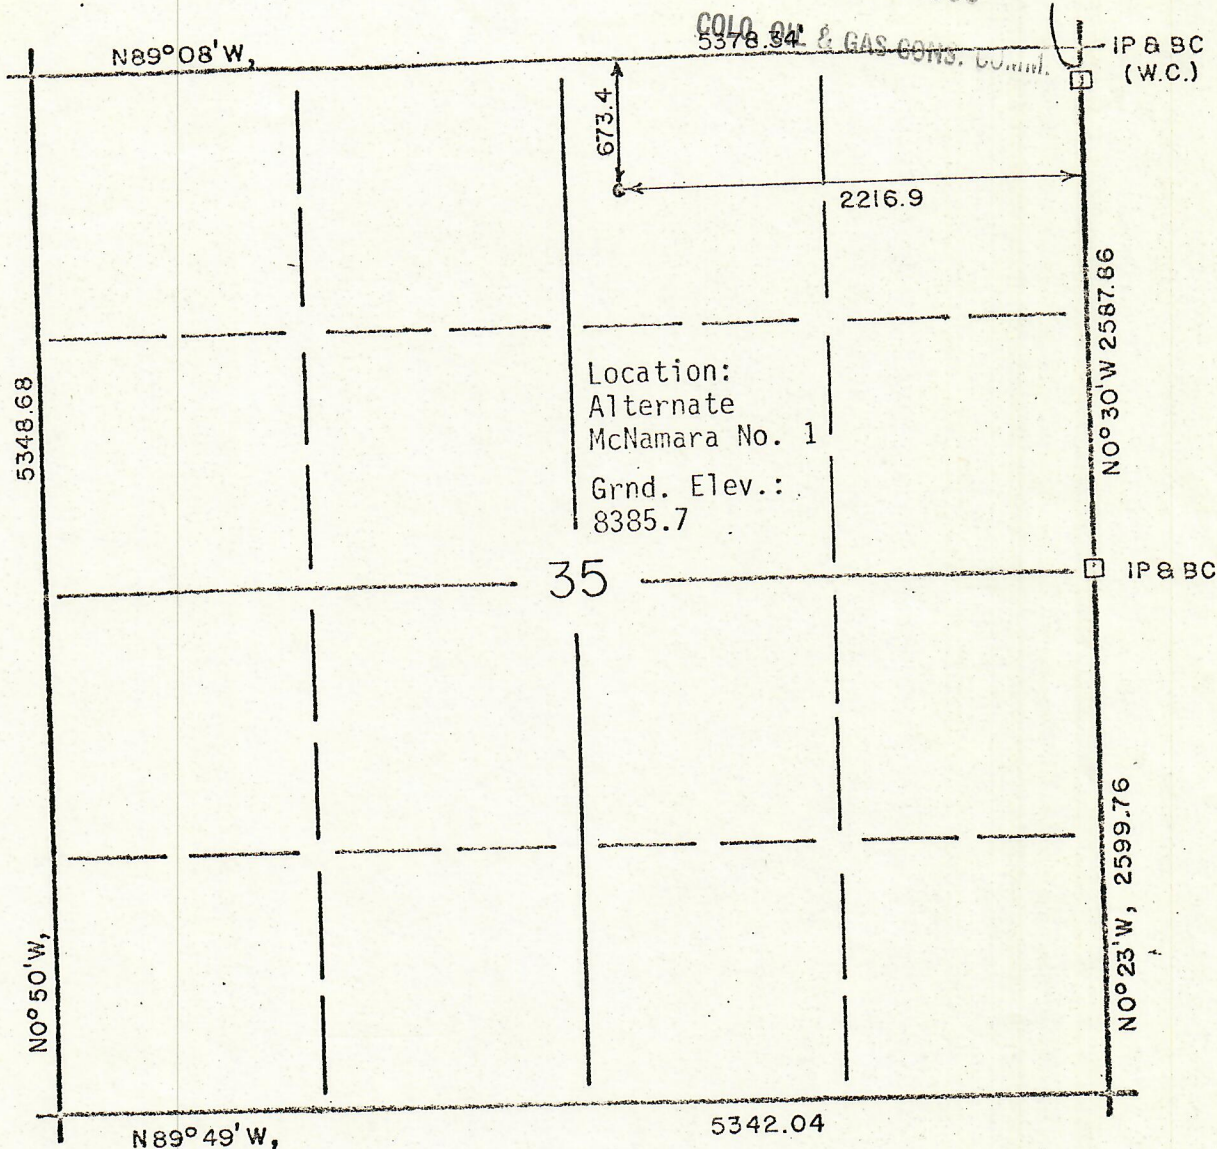 COLO. OIL & GAS CONS. COMM.
N89°08'W,
5378.34'
IP & BC
(W.C.)
673.4
2216.9
N0°30'W 2587.86
5348.68
Location:
Alternate
McNamara No. 1
Grnd. Elev.:
8385.7
35
IP & BC
N0°23'W, 2599.76
N0°50'W,
N89°49'W,
5342.04